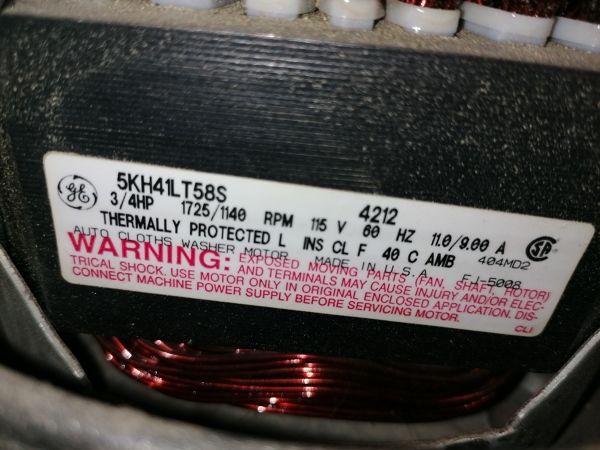 GE
5KH41LT58S 4212
3/4HP 1725/1140 RPM 115 V 60 HZ 11.0/9.00 A
THERMALLY PROTECTED L INS CL F 40 C AMB 404MD2
AUTO CLOTHS WASHER MOTOR MADE IN U.S.A. EJ-5008
WARNING: EXPOSED MOVING PARTS (FAN, SHAFT, ROTOR)
AND TERMINALS MAY CAUSE INJURY AND/OR ELEC-
TRICAL SHOCK. USE MOTOR ONLY IN ORIGINAL ENCLOSED APPLICATION. DIS-
CONNECT MACHINE POWER SUPPLY BEFORE SERVICING MOTOR.
CLI
SA